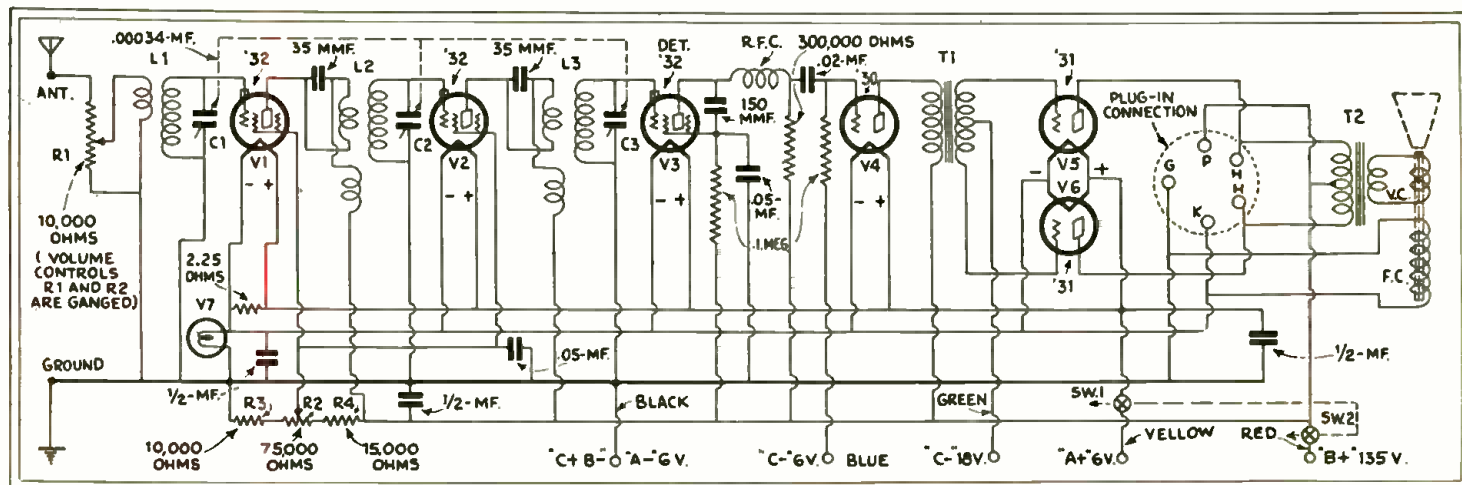 .00034-MF.
L1
'32
35 MMF.
L2
'32
35 MMF.
L3
DET.
'32
R.F.C.
300,000 OHMS
.02-MF.
'30
T1
'31
PLUG-IN
CONNECTION
T2
ANT.
R1
C1
V1
- +
C2
V2
- +
C3
V3
- +
150
MMF.
.05-
MF.
V4
- +
V5
- +
V6
'31
G
P
H
H
K
V.C.
F.C.
10,000
OHMS
(VOLUME
CONTROLS
R1 AND R2
ARE GANGED)
2.25
OHMS
V7
.1 MEG.
GROUND
1/2-MF.
.05-MF.
1/2-MF.
1/2-MF.
R3
R2
R4
BLACK
GREEN
SW.1
SW.2
10,000
OHMS
75,000
OHMS
15,000
OHMS
"C+ B-" "A-" 6 V.
"C-" 6 V.
BLUE
"C-" 18 V.
YELLOW
"A+" 6 V.
RED
"B+" 135 V.